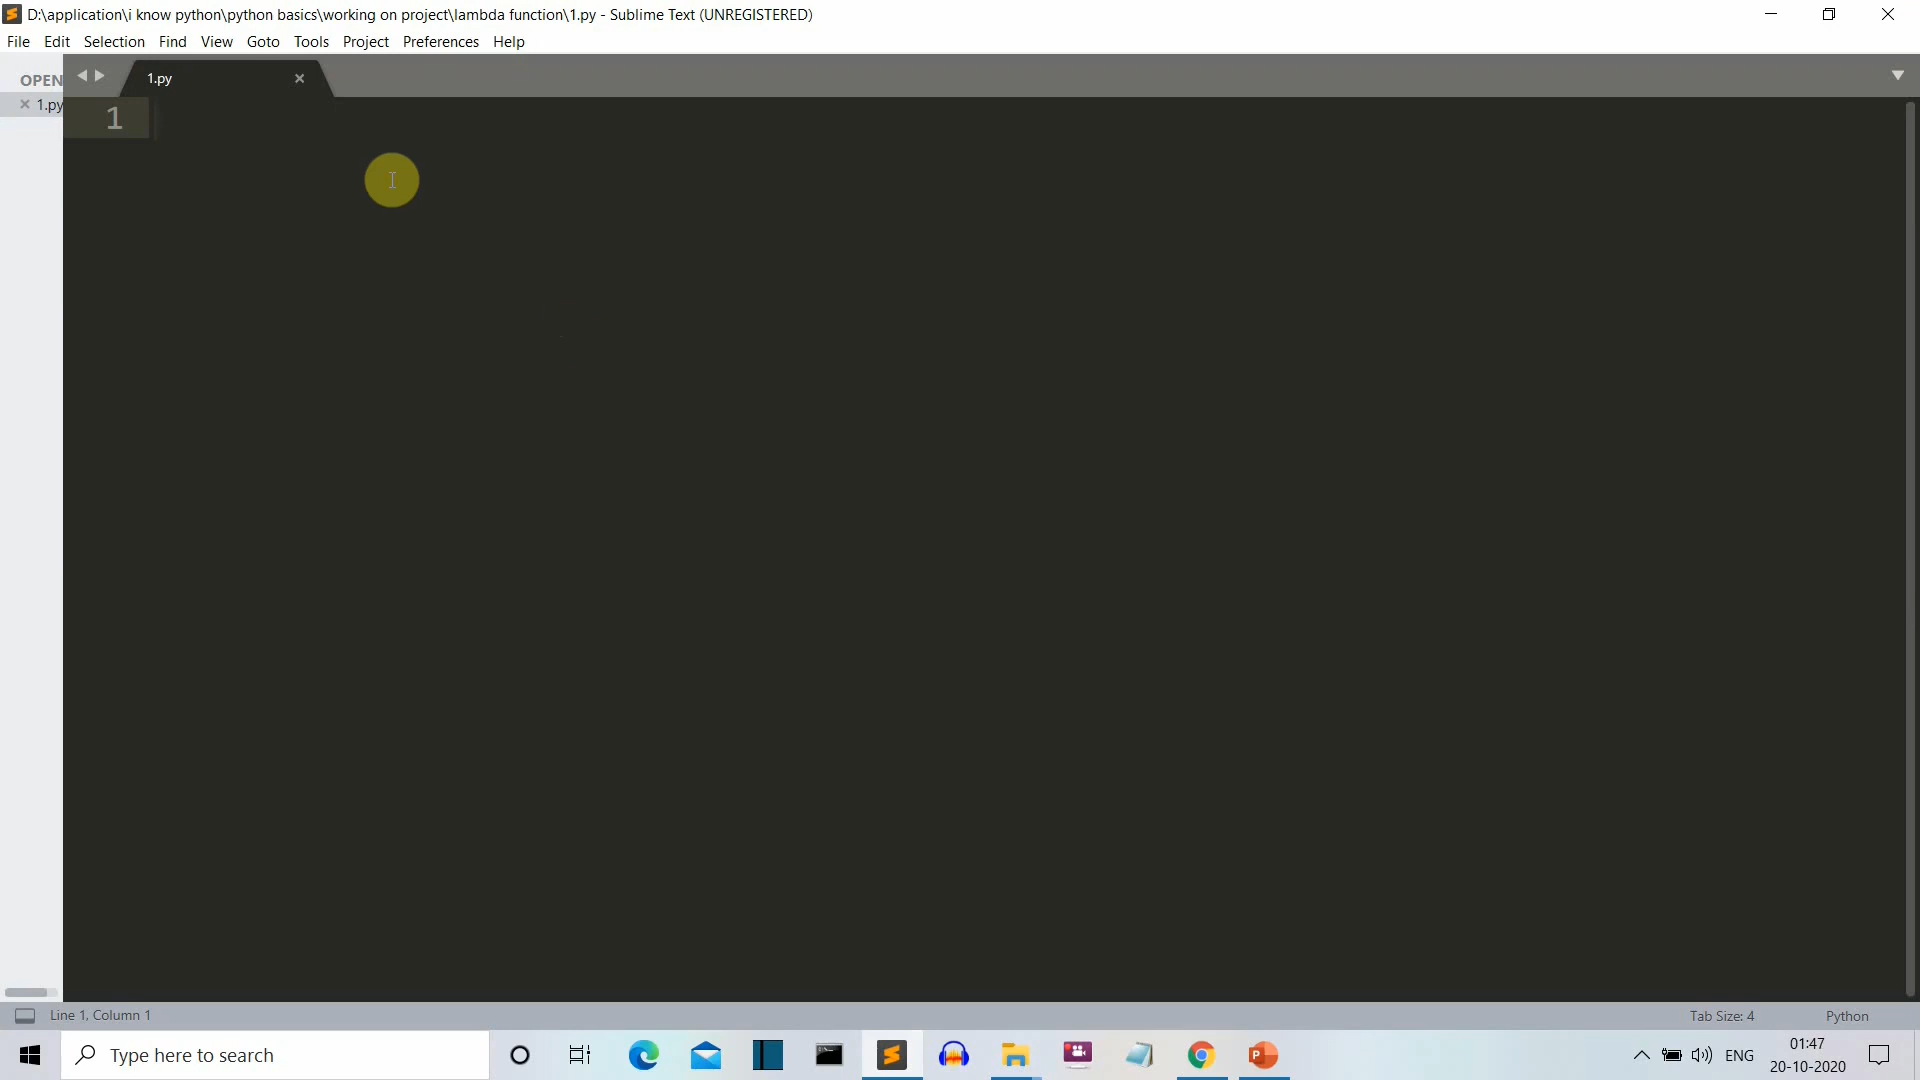 D:\application\i know python\python basics\working on project\lambda function\1.py - Sublime Text (UNREGISTERED)
File Edit Selection Find View Goto Tools Project Preferences Help
OPEN
1.py
1.py
1
Line 1, Column 1
Tab Size: 4
Python
Type here to search
ENG
01:47
20-10-2020